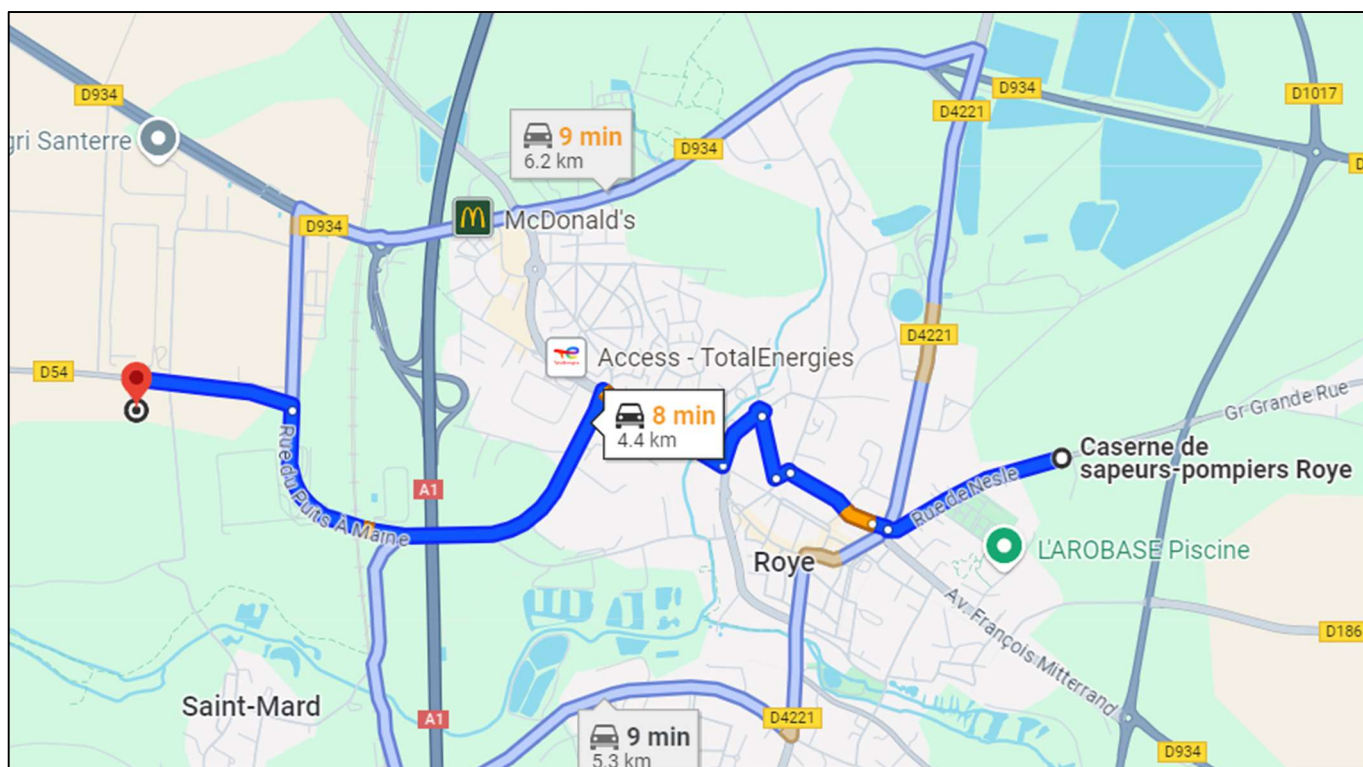 D934
D934
D1017
D4221
gri Santerre
9 min
6.2 km
D934
McDonald's
D934
D4221
Access - TotalEnergies
D54
8 min
4.4 km
Gr Grande Rue
Caserne de
sapeurs-pompiers Roye
Rue du Puits À Maine
A1
Rue de Nesle
L'AROBASE Piscine
Roye
Av. François Mitterrand
D186
Saint-Mard
A1
D4221
9 min
5.3 km
D934